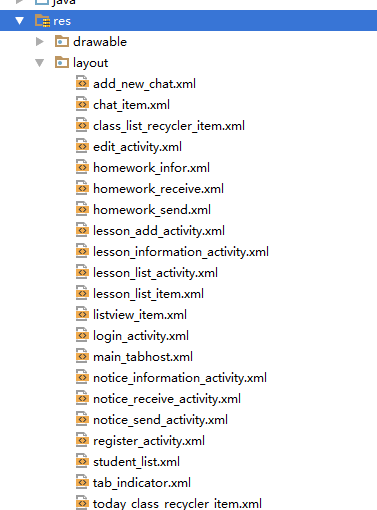 java
res
drawable
layout
add_new_chat.xml
chat_item.xml
class_list_recycler_item.xml
edit_activity.xml
homework_infor.xml
homework_receive.xml
homework_send.xml
lesson_add_activity.xml
lesson_information_activity.xml
lesson_list_activity.xml
lesson_list_item.xml
listview_item.xml
login_activity.xml
main_tabhost.xml
notice_information_activity.xml
notice_receive_activity.xml
notice_send_activity.xml
register_activity.xml
student_list.xml
tab_indicator.xml
today_class_recycler_item.xml